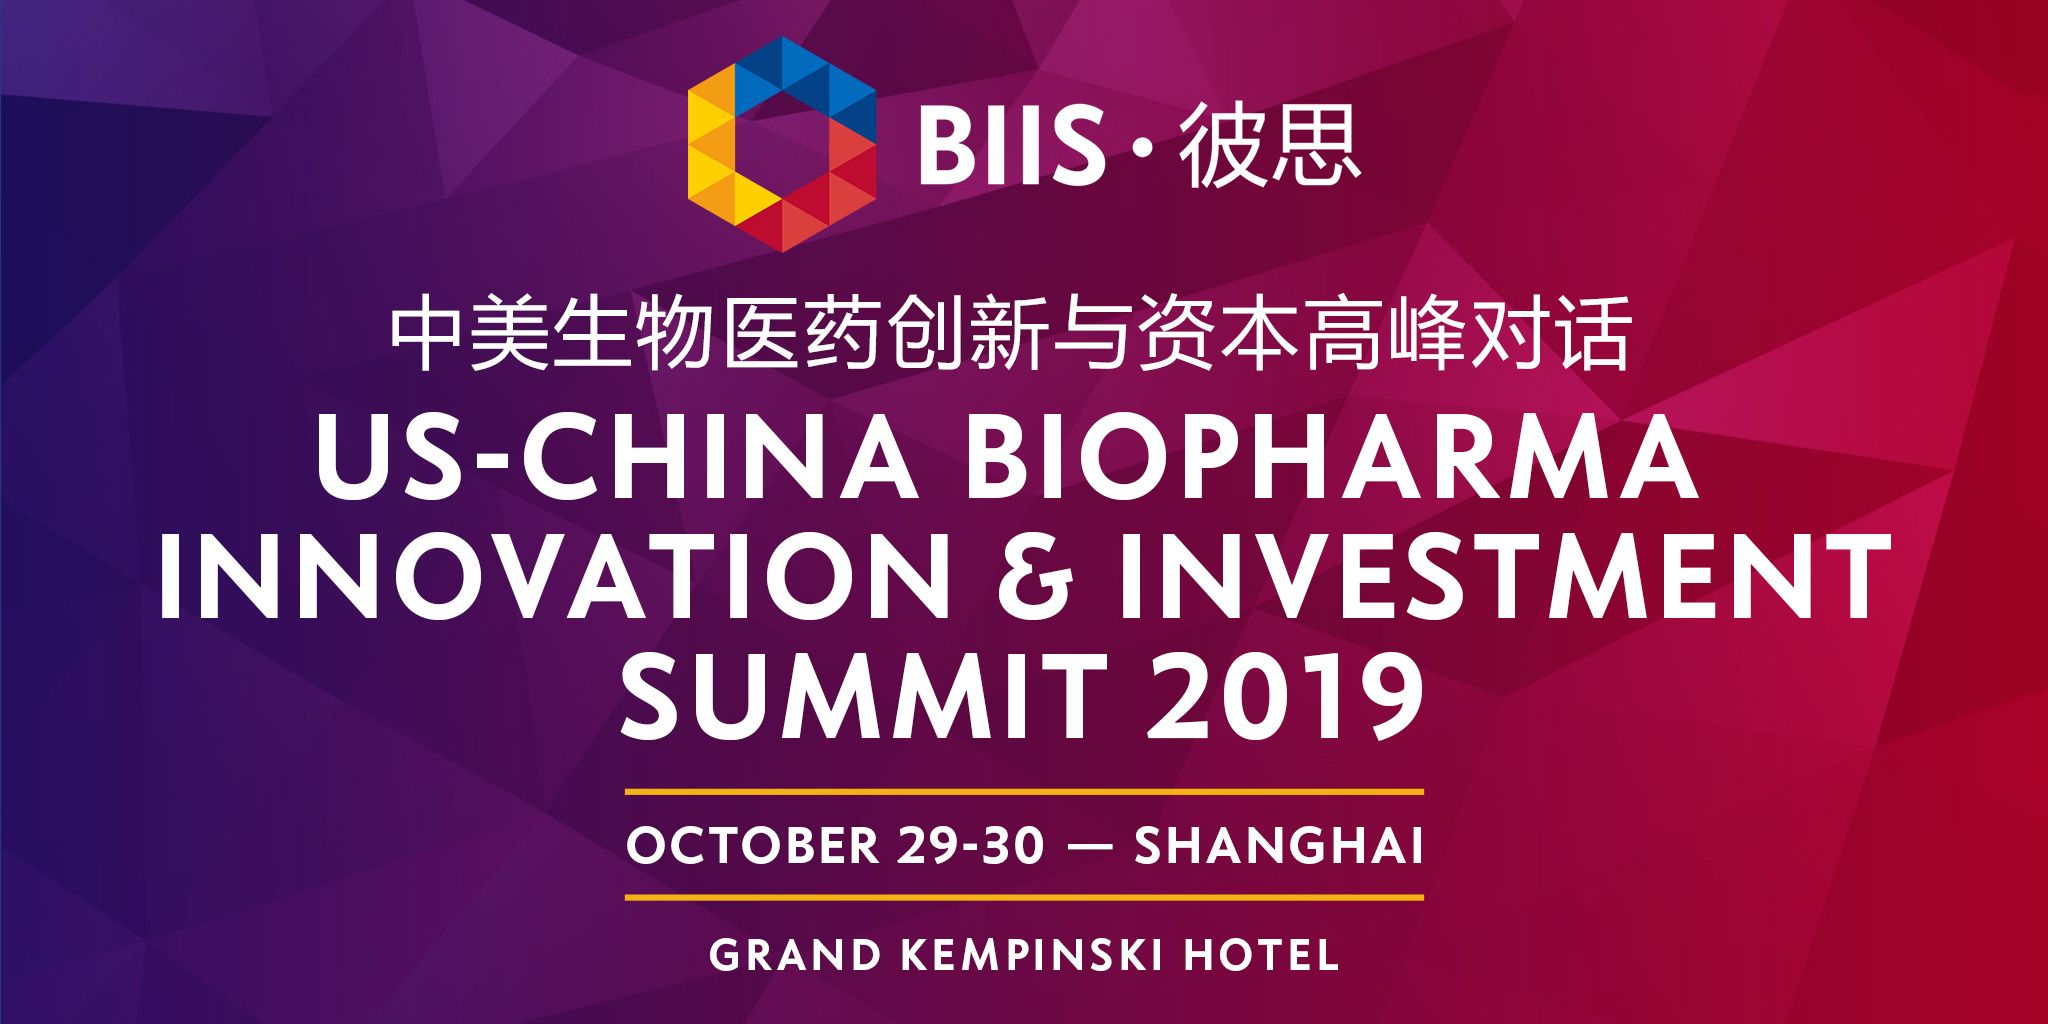 BIIS·彼思
中美生物医药创新与资本高峰对话
US-CHINA BIOPHARMA
INNOVATION & INVESTMENT
SUMMIT 2019
OCTOBER 29-30 — SHANGHAI
GRAND KEMPINSKI HOTEL